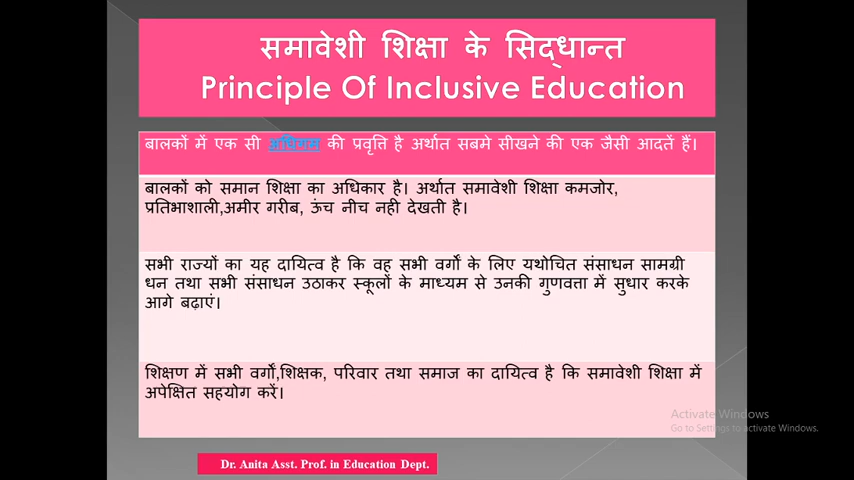 समावेशी शिक्षा के सिद्धान्त
Principle Of Inclusive Education
बालकों में एक सी अधिगम की प्रवृत्ति है अर्थात सबमे सीखने की एक जैसी आदतें हैं।
बालकों को समान शिक्षा का अधिकार है। अर्थात समावेशी शिक्षा कमजोर,
प्रतिभाशाली,अमीर गरीब, ऊंच नीच नही देखती है।
सभी राज्यों का यह दायित्व है कि वह सभी वर्गों के लिए यथोचित संसाधन सामग्री
धन तथा सभी संसाधन उठाकर स्कूलों के माध्यम से उनकी गुणवत्ता में सुधार करके
आगे बढ़ाएं।
शिक्षण में सभी वर्गों,शिक्षक, परिवार तथा समाज का दायित्व है कि समावेशी शिक्षा में
अपेक्षित सहयोग करें।
Activate Windows
Go to Settings to activate Windows.
Dr. Anita Asst. Prof. in Education Dept.